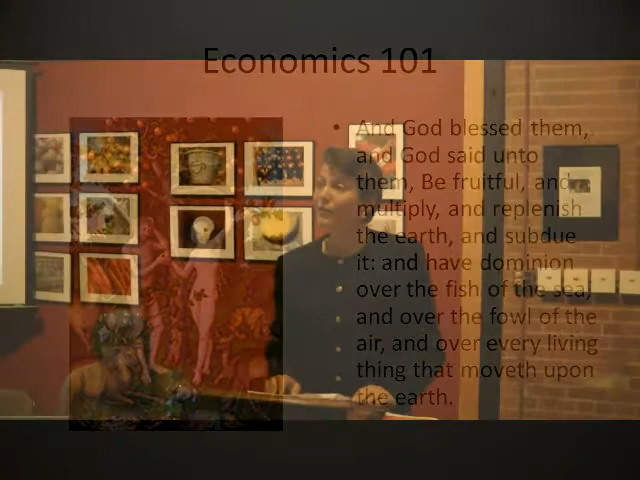 Economics 101
• And God blessed them,
and God said unto
them, Be fruitful, and
multiply, and replenish
the earth, and subdue
it: and have dominion
over the fish of the sea,
and over the fowl of the
air, and over every living
thing that moveth upon
the earth.